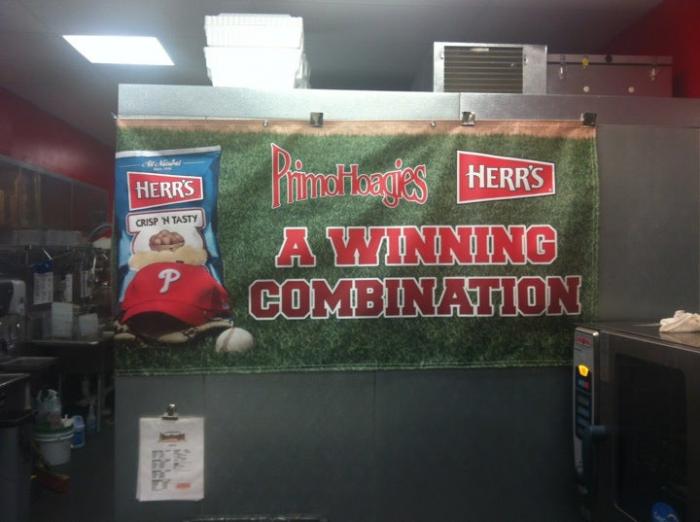 All Natural
HERR'S
CRISP 'N TASTY
P
PrimoHoagies
HERR'S
A WINNING
COMBINATION